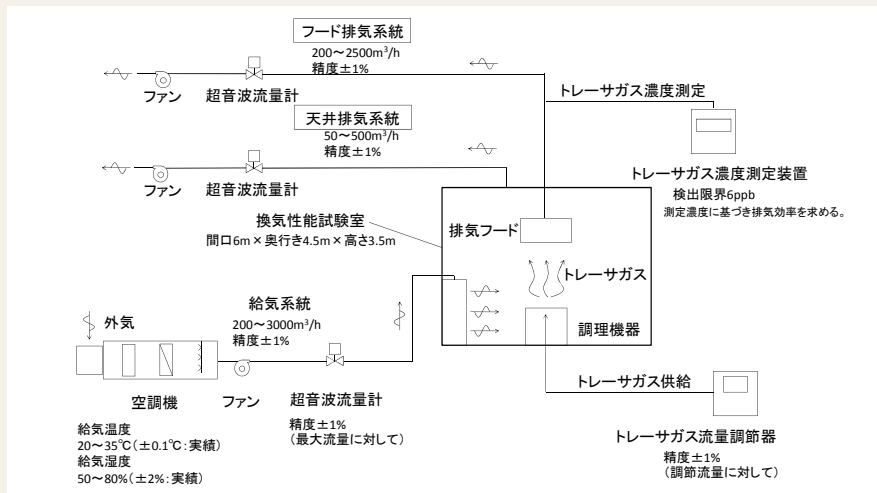 フード排気系統
200～2500m³/h
精度±1%
ファン
超音波流量計
トレーサガス濃度測定
天井排気系統
50～500m³/h
精度±1%
ファン
超音波流量計
トレーサガス濃度測定装置
検出限界6ppb
測定濃度に基づき排気効率を求める。
換気性能試験室
間口6m×奥行き4.5m×高さ3.5m
排気フード
トレーサガス
調理機器
給気系統
200～3000m³/h
精度±1%
外気
空調機
ファン
超音波流量計
精度±1%
（最大流量に対して）
給気温度
20～35℃（±0.1℃：実績）
給気湿度
50～80%（±2%：実績）
トレーサガス供給
トレーサガス流量調節器
精度±1%
（調節流量に対して）